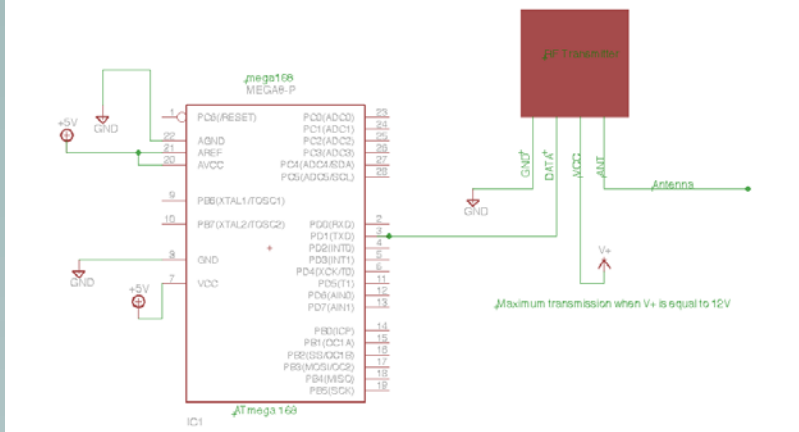 mega168
MEGA8-P
RF Transmitter
1 PC6(/RESET)
PC0(ADC0) 23
PC1(ADC1) 24
GND
22 AGND
PC2(ADC2) 25
+5V
21 AREF
PC3(ADC3) 26
20 AVCC
PC4(ADC4/SDA) 27
PC5(ADC5/SCL) 28
GND
DATA
VCC
ANT
Antenna
9 PB6(XTAL1/TOSC1)
GND
10 PB7(XTAL2/TOSC2)
PD0(RXD) 2
PD1(TXD) 3
PD2(INT0) 4
8 GND
PD3(INT1) 5
V+
GND
PD4(XCK/T0) 6
7 VCC
PD5(T1) 11
+5V
PD6(AIN0) 12
PD7(AIN1) 13
Maximum transmission when V+ is equal to 12V
PB0(ICP) 14
PB1(OC1A) 15
PB2(SS/OC1B) 16
PB3(MOSI/OC2) 17
PB4(MISO) 18
PB5(SCK) 19
ATmega 168
IC1